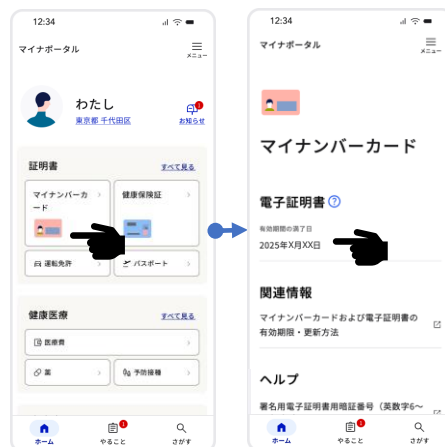 12:34
マイナポータル
メニュー
わたし
東京都 千代田区
お知らせ
証明書
すべて見る
マイナンバーカ
ード
健康保険証
運転免許
パスポート
健康医療
すべて見る
医療費
薬
予防接種
ホーム
やること
さがす
12:34
マイナポータル
メニュー
マイナンバーカード
電子証明書
有効期間の満了日
2025年X月XX日
関連情報
マイナンバーカードおよび電子証明書の
有効期限・更新方法
ヘルプ
署名用電子証明書用暗証番号（英数字6〜
ホーム
やること
さがす